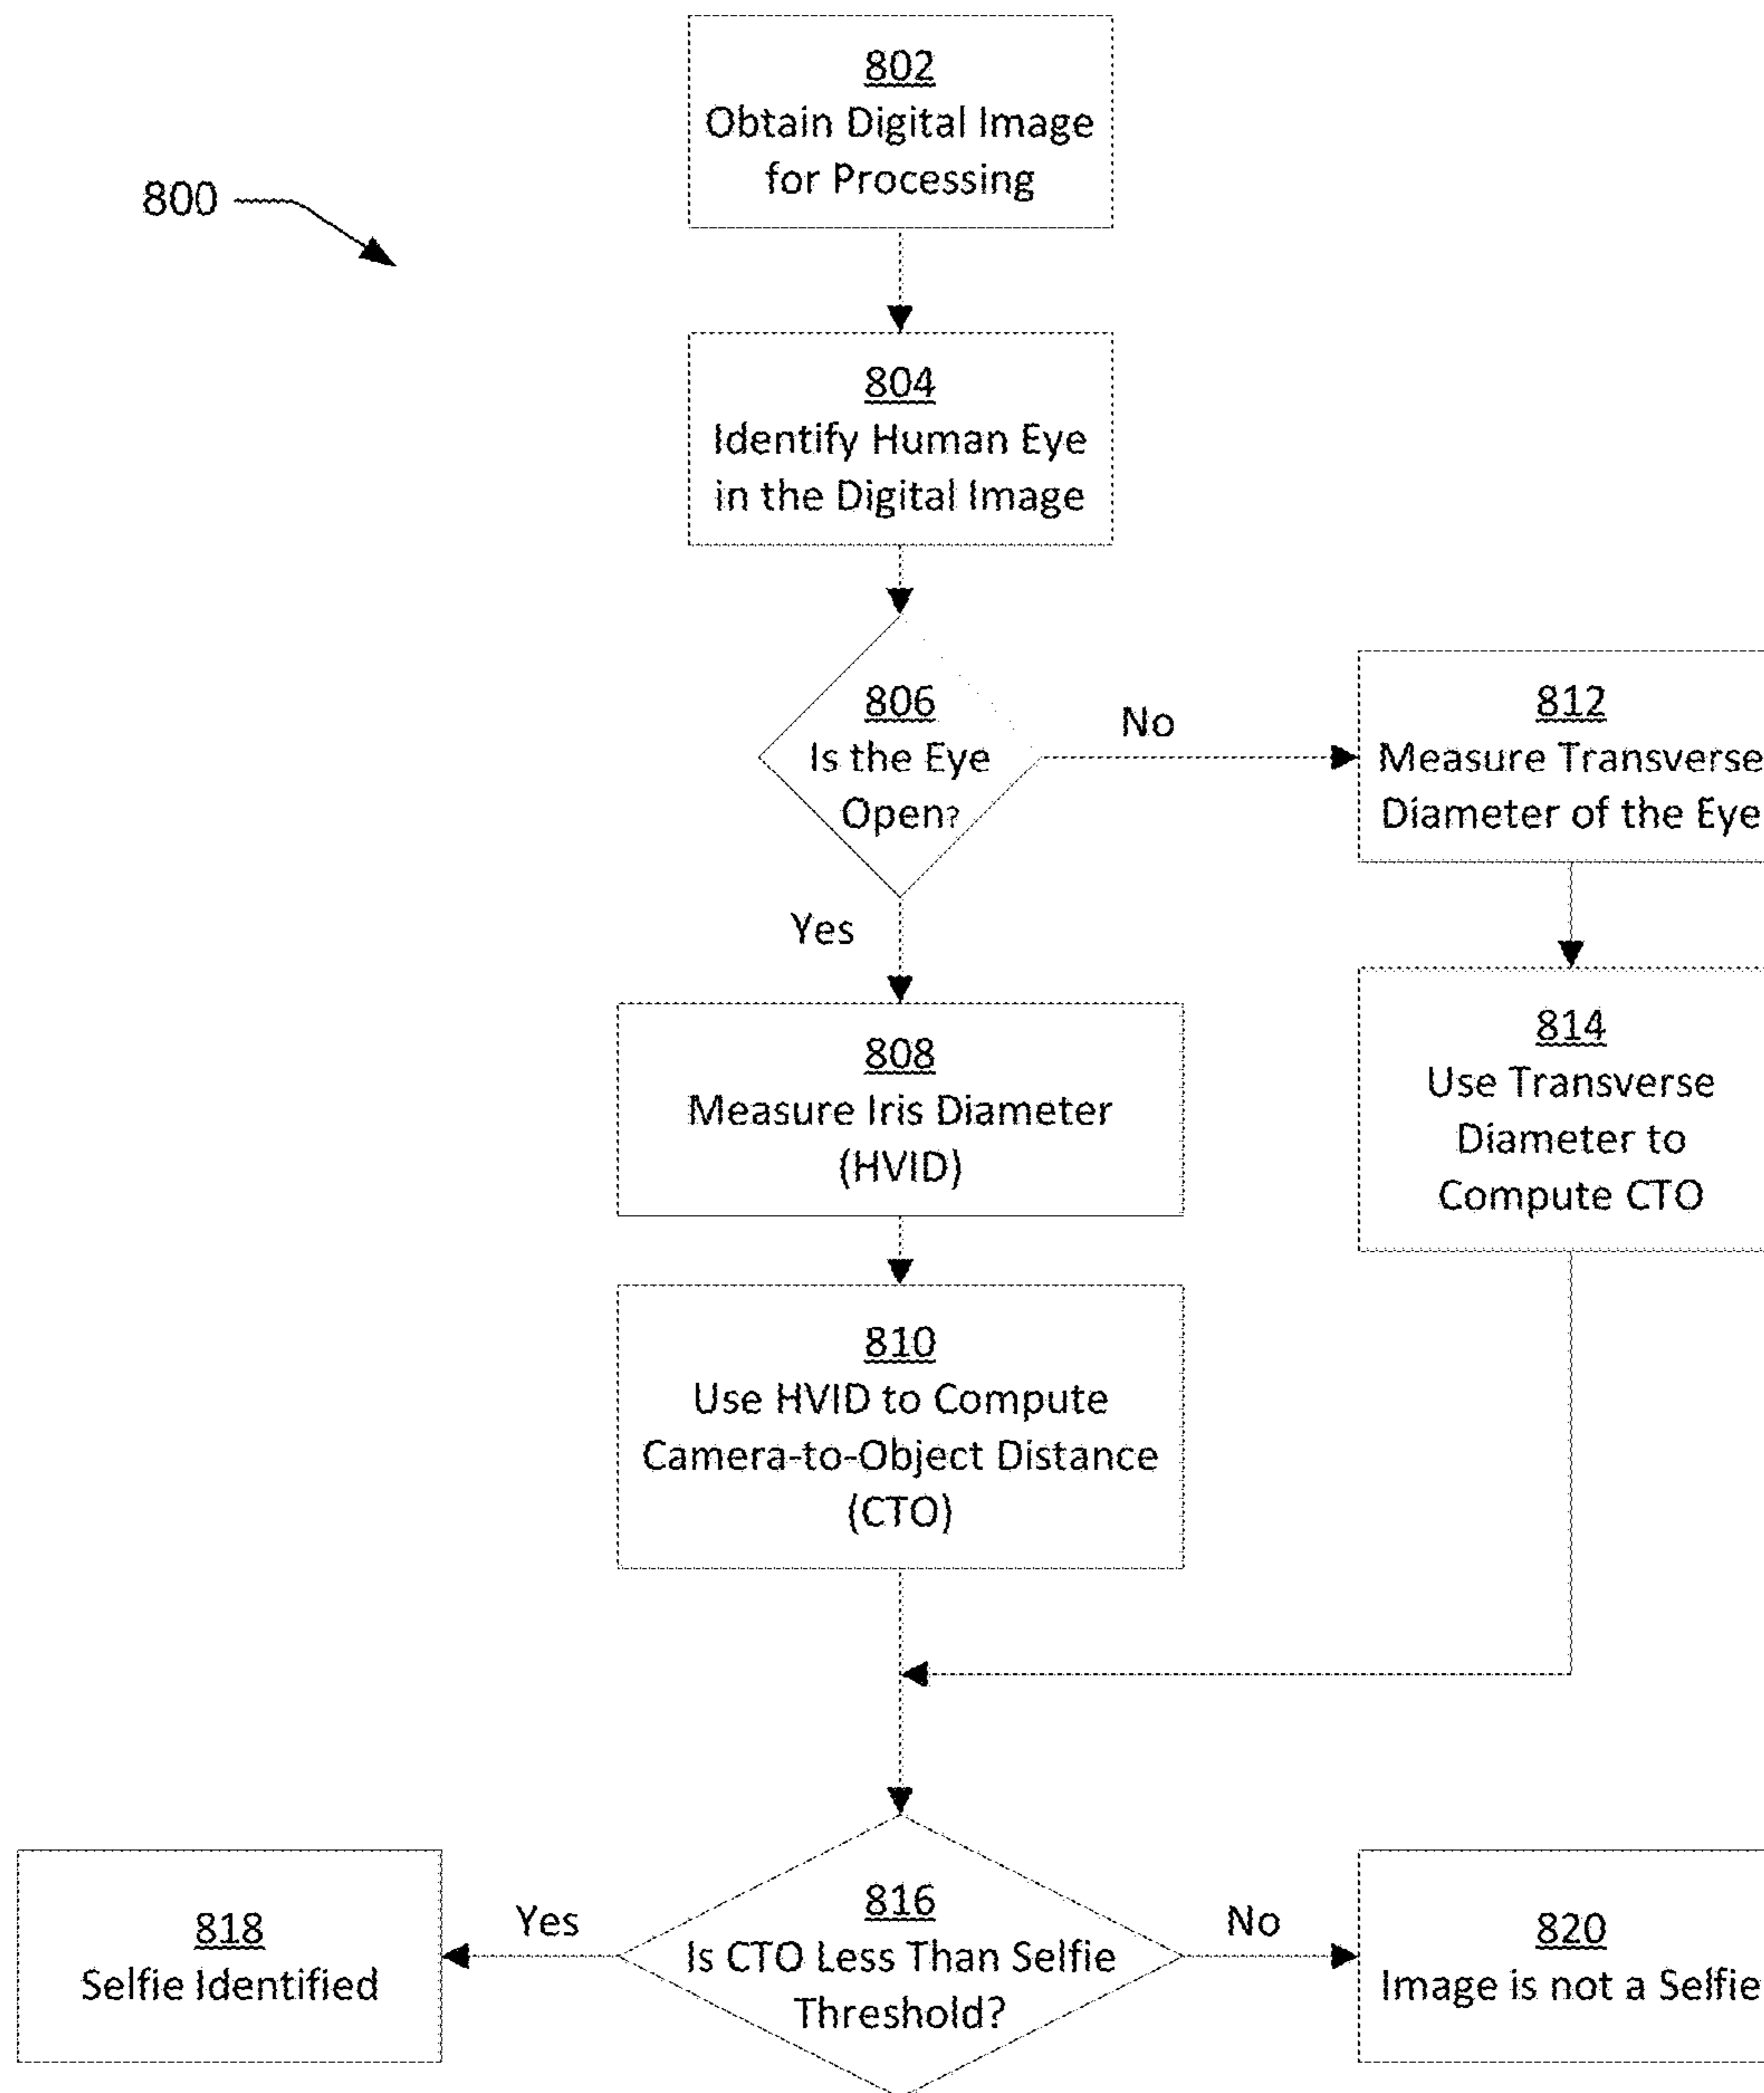 802
Obtain Digital Image
for Processing
800
804
Identify Human Eye
in the Digital Image
806
Is the Eye
Open?
No
812
Measure Transverse
Diameter of the Eye
Yes
808
Measure Iris Diameter
(HVID)
814
Use Transverse
Diameter to
Compute CTO
810
Use HVID to Compute
Camera-to-Object Distance
(CTO)
818
Selfie Identified
Yes
816
Is CTO Less Than Selfie
Threshold?
No
820
Image is not a Selfie